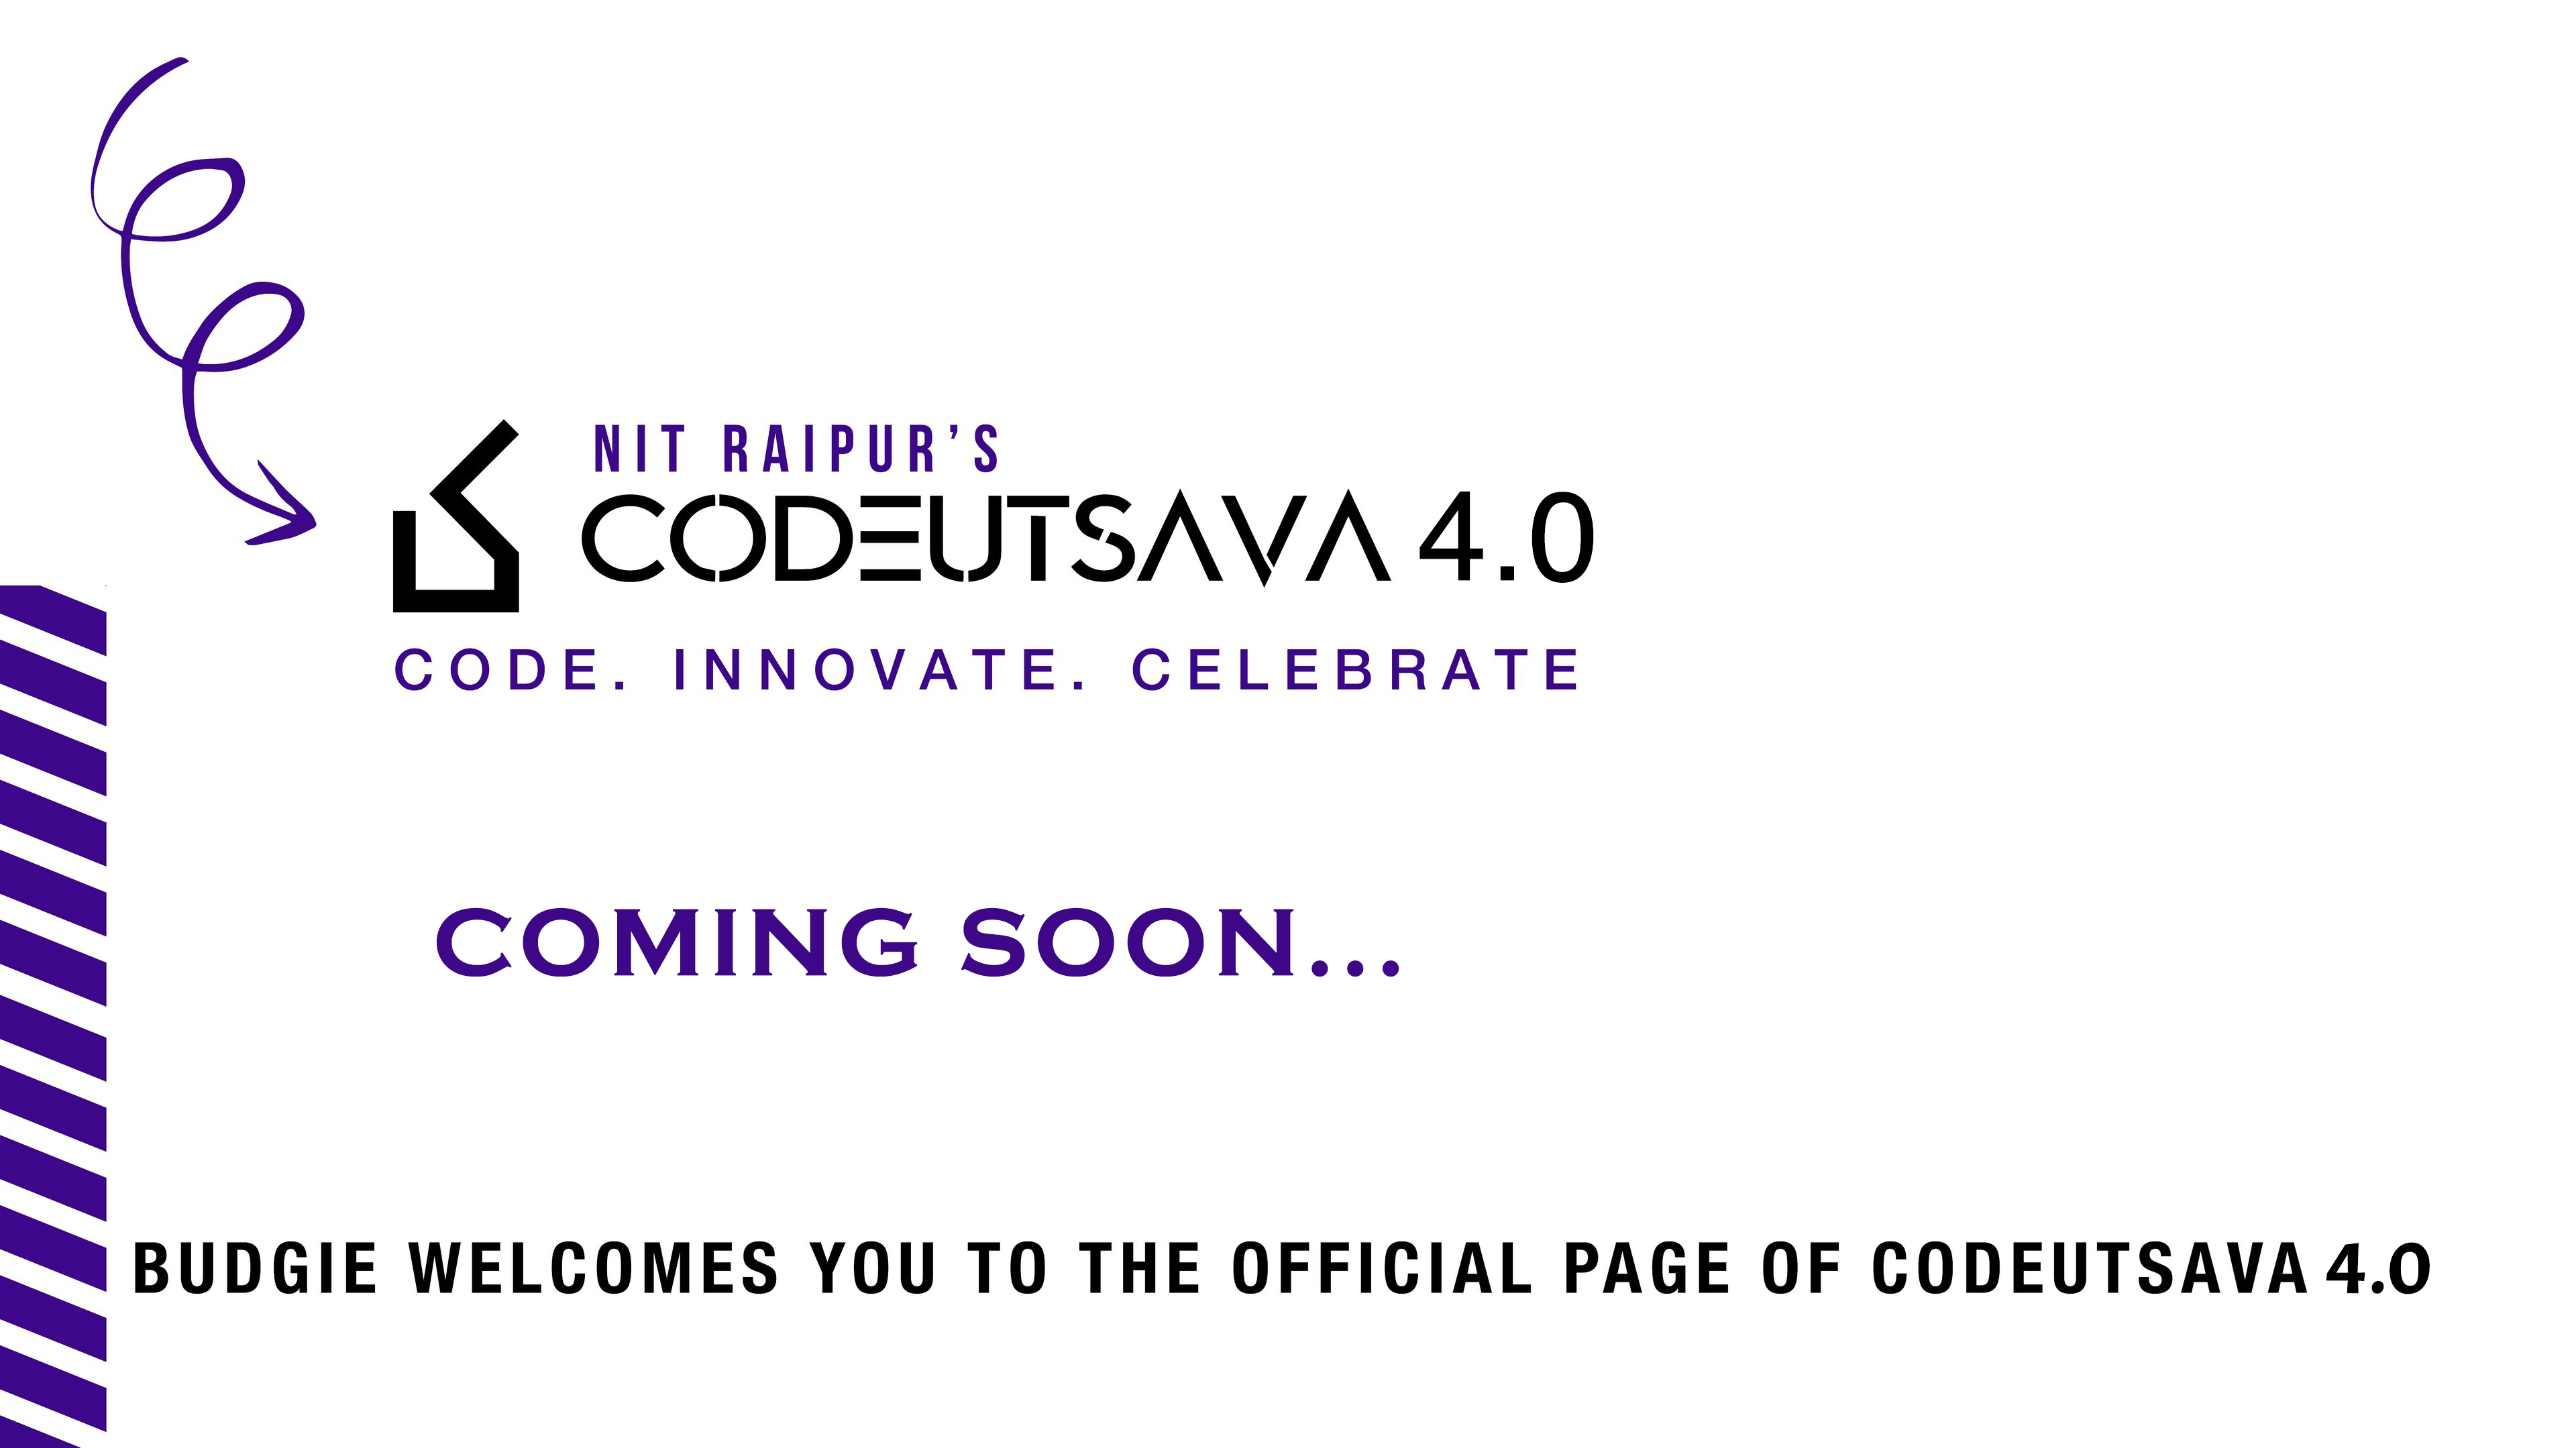 NIT RAIPUR’S
CODEUTSAVA 4.0
CODE. INNOVATE. CELEBRATE
COMING SOON...
BUDGIE WELCOMES YOU TO THE OFFICIAL PAGE OF CODEUTSAVA 4.0